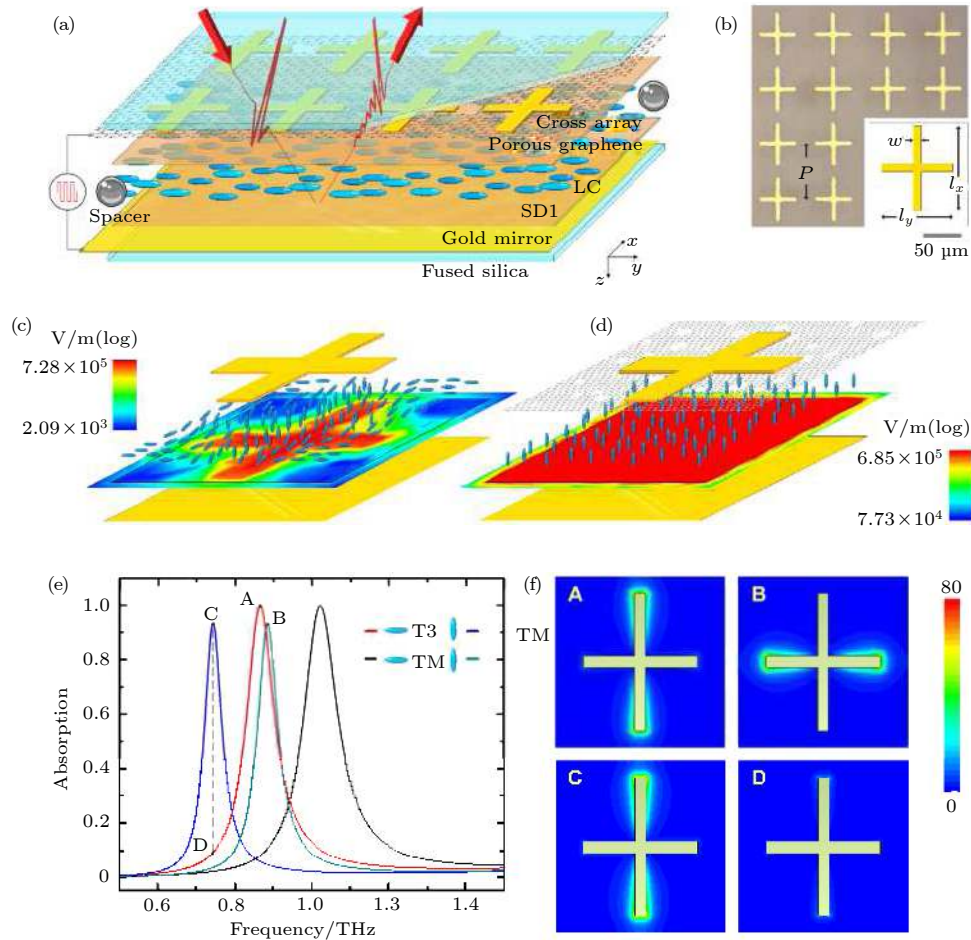 (a)
Cross array
Porous graphene
LC
SD1
Spacer
Gold mirror
Fused silica
x
y
z
(b)
P
w
l_x
l_y
50 μm
(c)
V/m(log)
7.28×10^5
2.09×10^3
(d)
V/m(log)
6.85×10^5
7.73×10^4
(e)
Absorption
1.0
0.8
0.6
0.4
0.2
0
0.6
0.8
1.0
1.2
1.4
Frequency/THz
A
B
C
D
T3
TM
(f)
TM
A
B
C
D
80
0